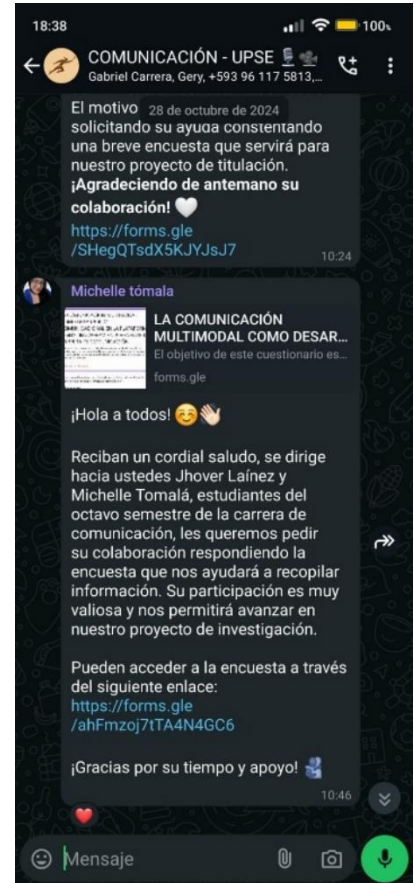 18:38
100%
COMUNICACIÓN - UPSE
Gabriel Carrera, Gery, +593 96 117 5813,...
El motivo
28 de octubre de 2024
solicitando su ayuda constentando
una breve encuesta que servirá para
nuestro proyecto de titulación.
¡Agradeciendo de antemano su
colaboración! 🤍
https://forms.gle
/SHegQTsdX5KJYJsJ7
10:24
Michelle tómala
LA COMUNICACIÓN
MULTIMODAL COMO DESAR...
El objetivo de este cuestionario es...
forms.gle
¡Hola a todos! ☺️👋🏻
Reciban un cordial saludo, se dirige
hacia ustedes Jhover Laínez y
Michelle Tomalá, estudiantes del
octavo semestre de la carrera de
comunicación, les queremos pedir
su colaboración respondiendo la
encuesta que nos ayudará a recopilar
información. Su participación es muy
valiosa y nos permitirá avanzar en
nuestro proyecto de investigación.
Pueden acceder a la encuesta a través
del siguiente enlace:
https://forms.gle
/ahFmzoj7tTA4N4GC6
¡Gracias por su tiempo y apoyo!
10:46
Mensaje